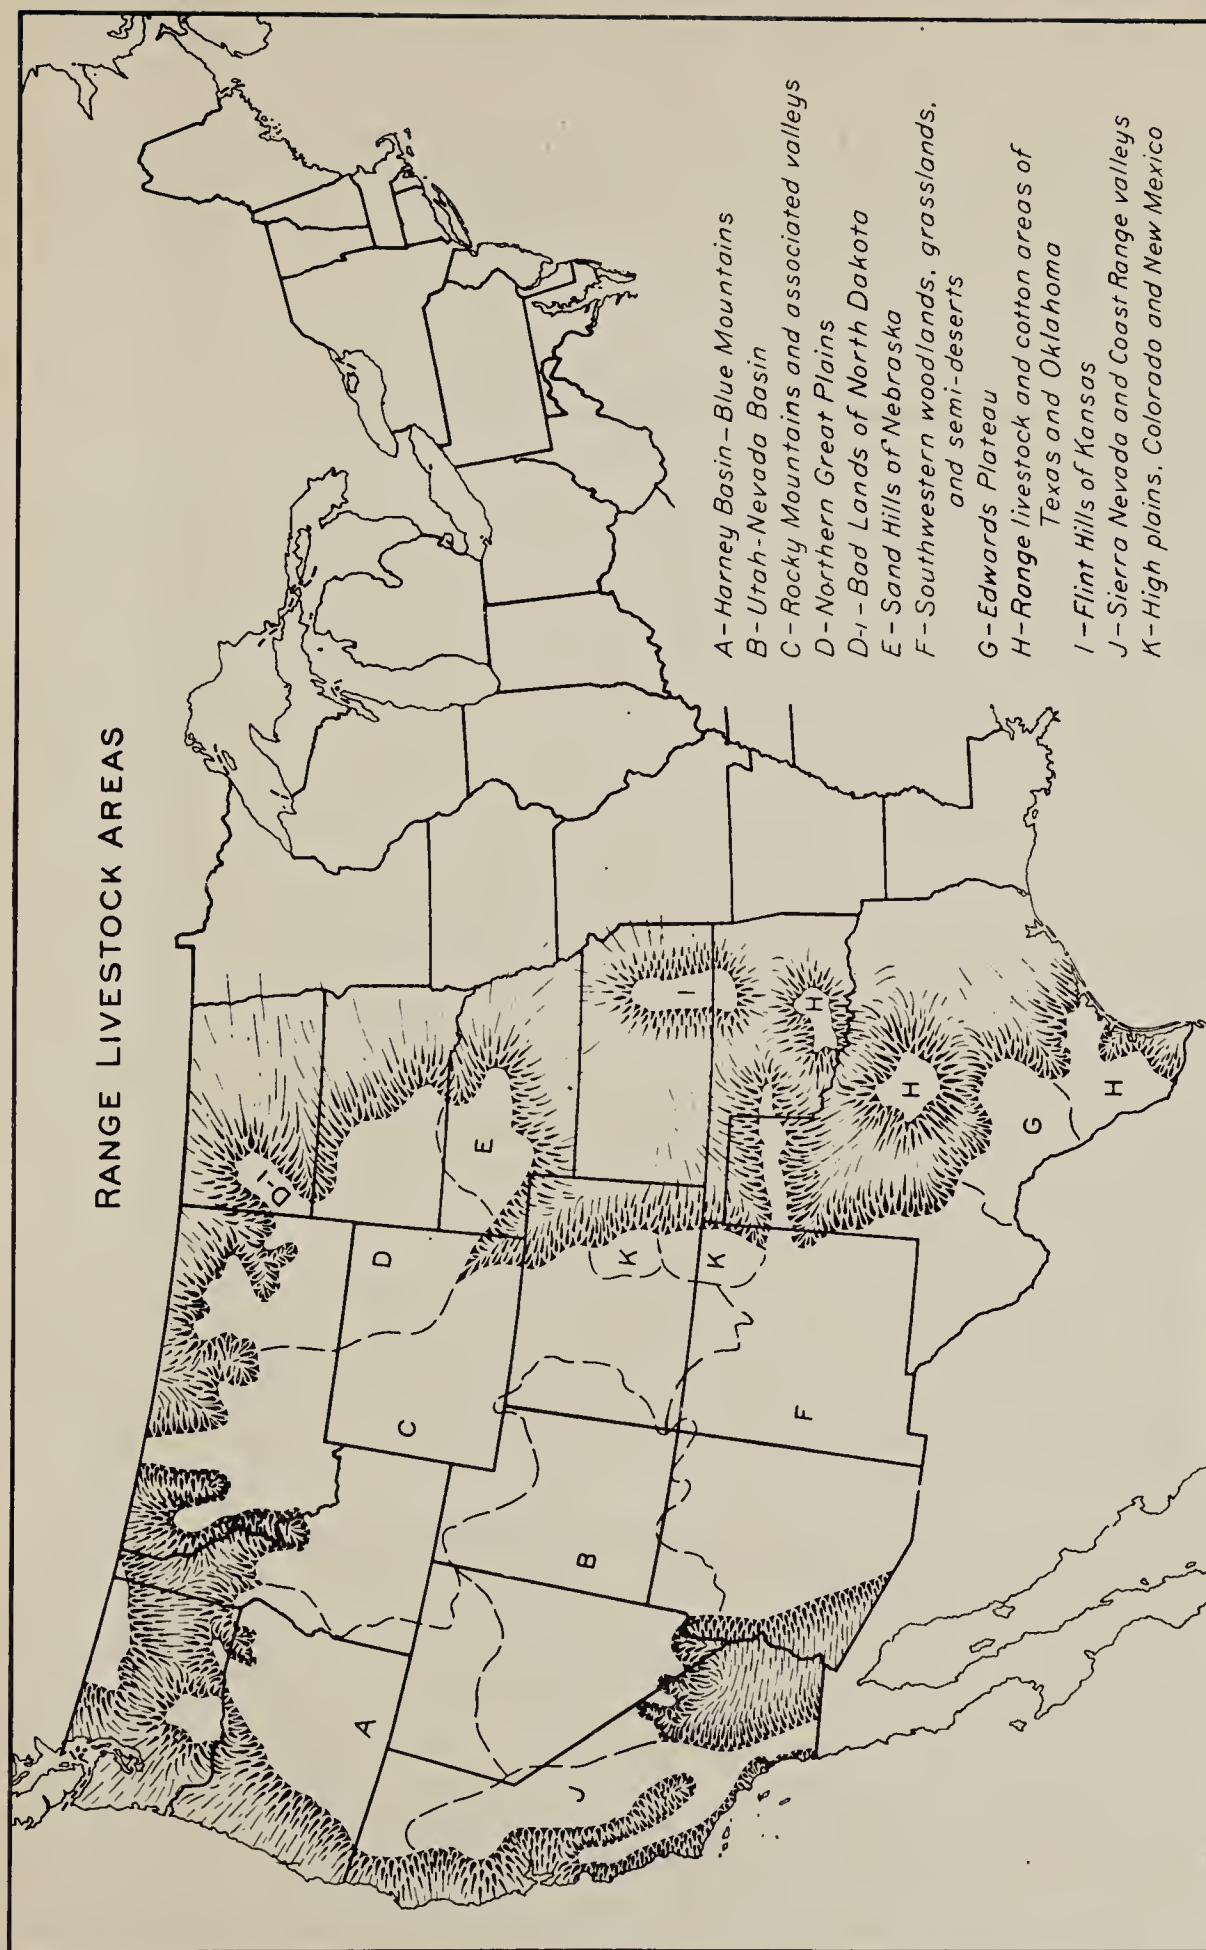 RANGE LIVESTOCK AREAS
D-1
D
E
C
A
B
J
K
K
F
I
H
H
G
H
A-Harney Basin-Blue Mountains
B-Utah-Nevada Basin
C-Rocky Mountains and associated valleys
D-Northern Great Plains
D-1-Bad Lands of North Dakota
E-Sand Hills of Nebraska
F-Southwestern woodlands, grasslands,
and semi-deserts
G-Edwards Plateau
H-Range livestock and cotton areas of
Texas and Oklahoma
I-Flint Hills of Kansas
J-Sierra Nevada and Coast Range valleys
K-High plains, Colorado and New Mexico